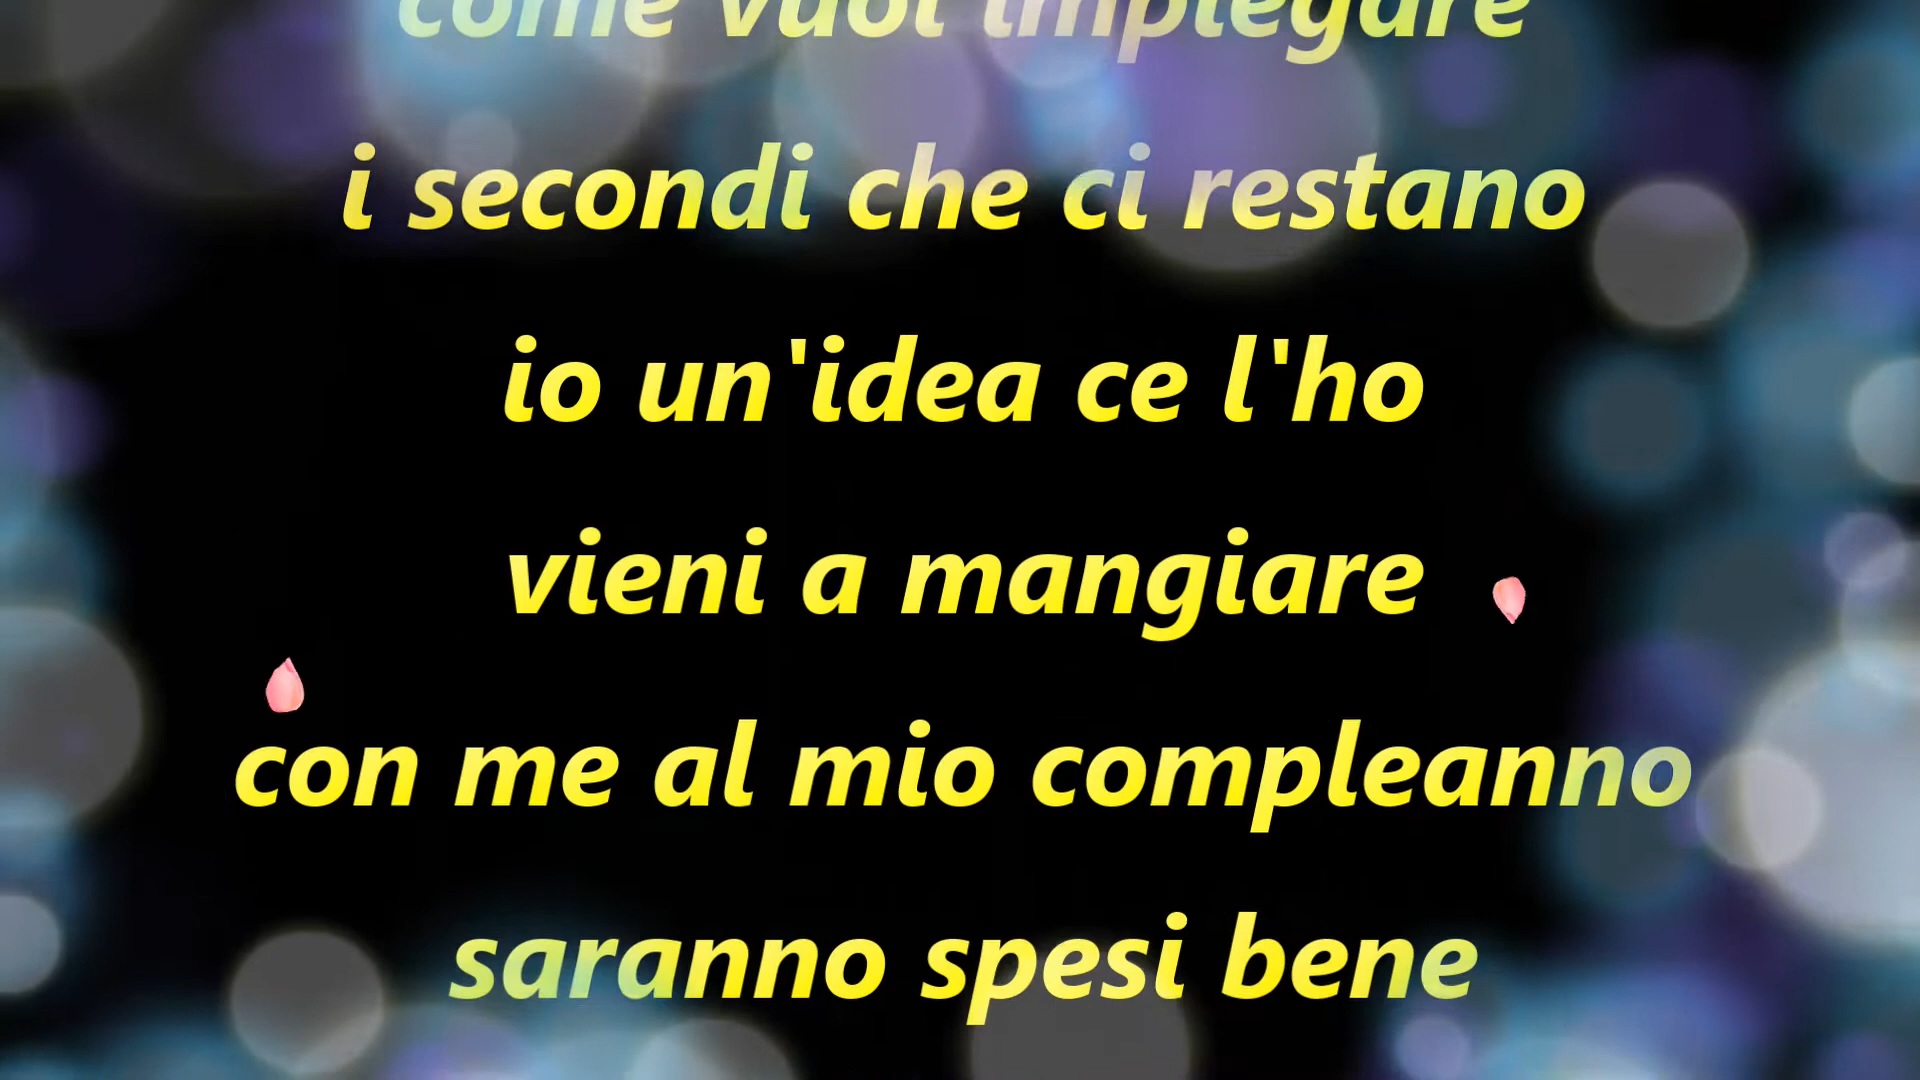 come vuoi impiegare
i secondi che ci restano
io un'idea ce l'ho
vieni a mangiare
con me al mio compleanno
saranno spesi bene